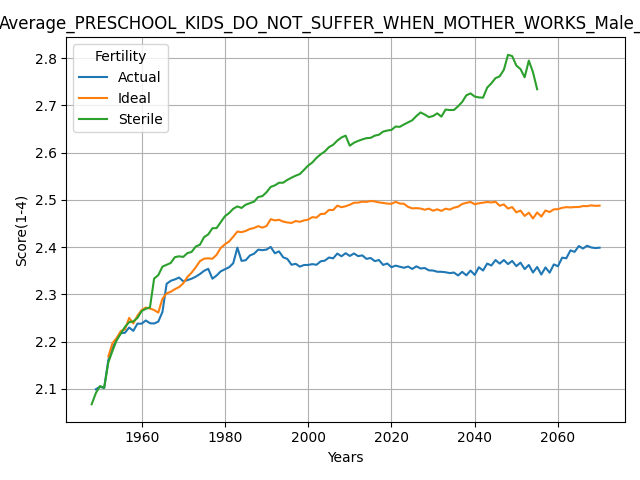 Average_PRESCHOOL_KIDS_DO_NOT_SUFFER_WHEN_MOTHER_WORKS_Male_
Fertility
Actual
Ideal
Sterile
Score(1-4)
2.8
2.7
2.6
2.5
2.4
2.3
2.2
2.1
1960 1980 2000 2020 2040 2060
Years